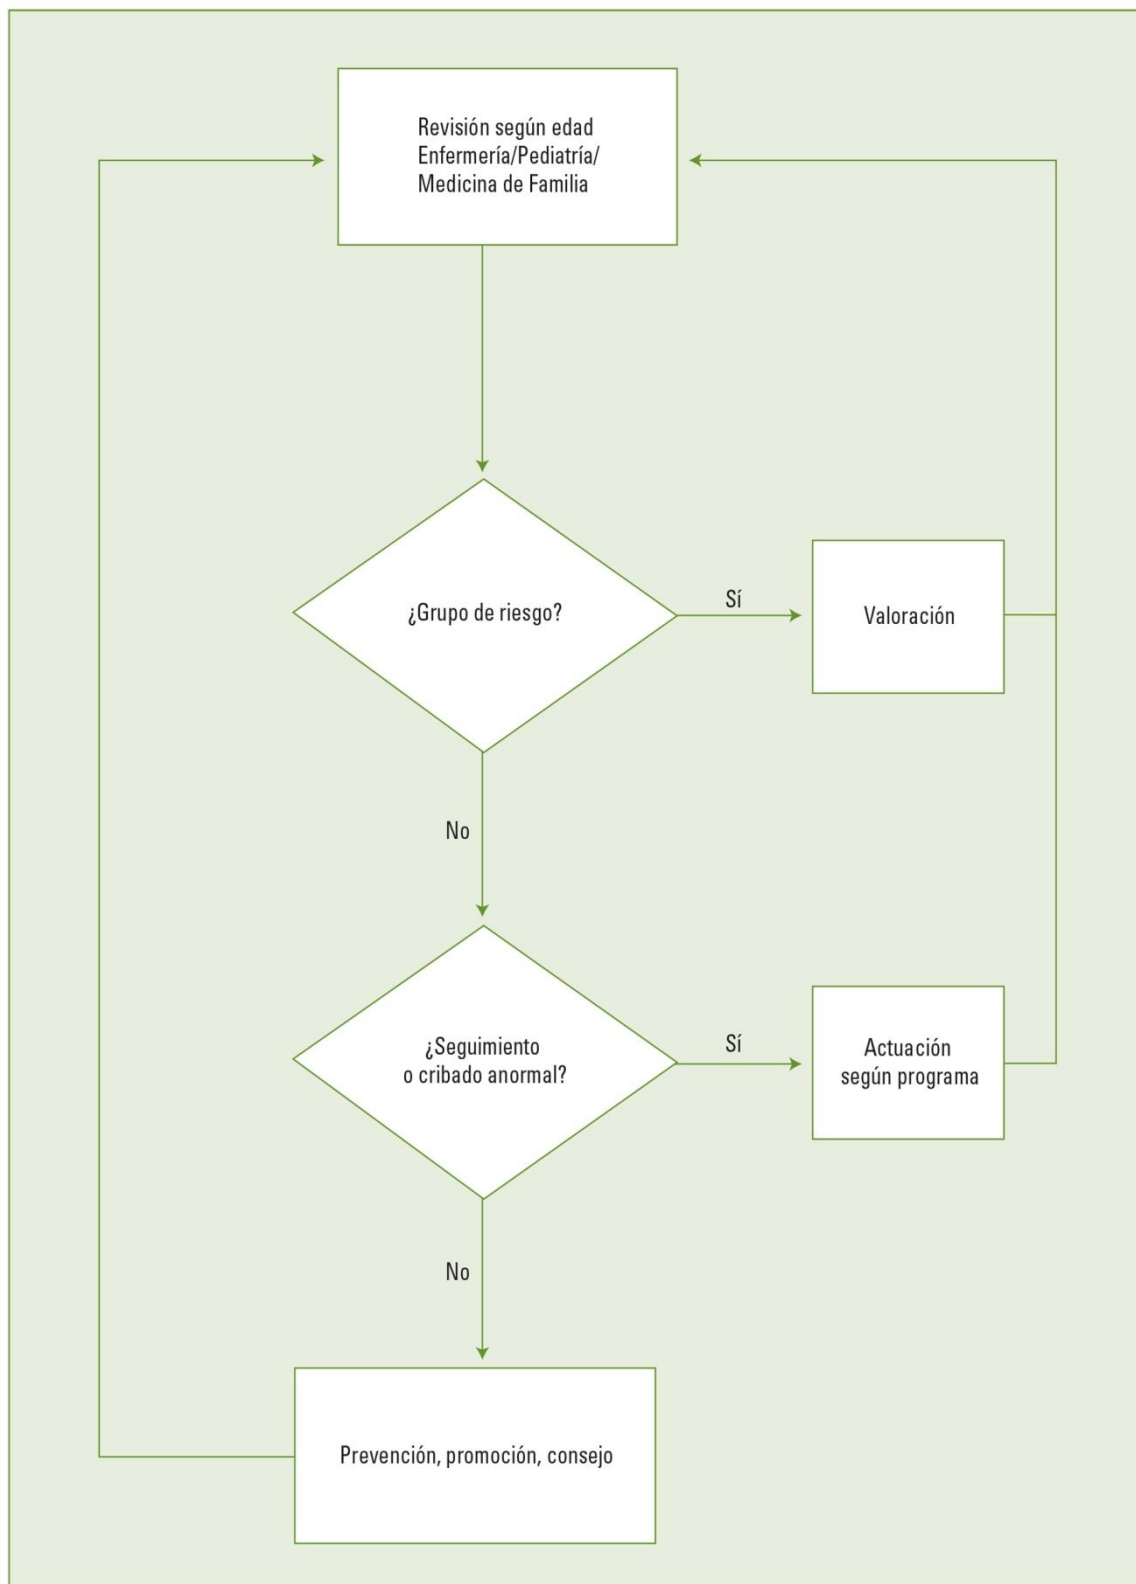 Revisión según edad
Enfermería/Pediatría/
Medicina de Familia
¿Grupo de riesgo?
Sí
Valoración
No
¿Seguimiento
o cribado anormal?
Sí
Actuación
según programa
No
Prevención, promoción, consejo